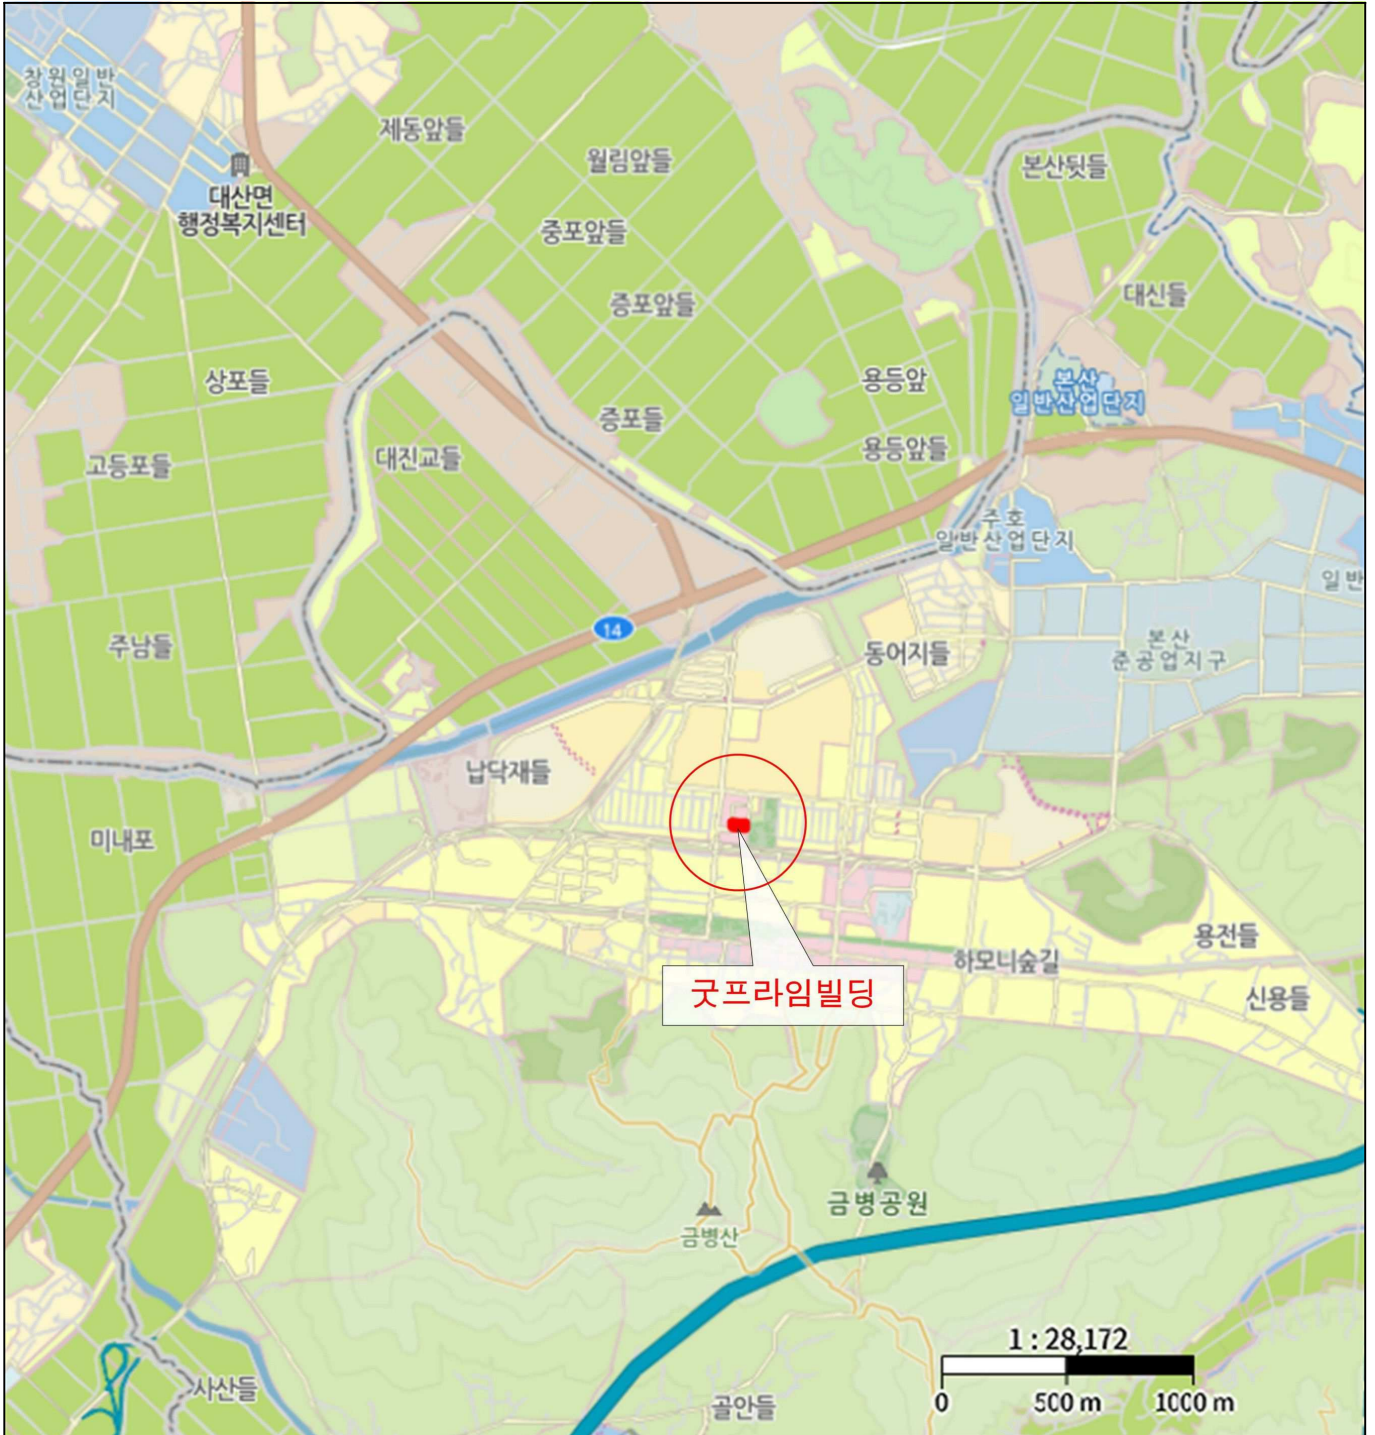 창원일반
산업단지
제동앞들
월림앞들
본산뒷들
대산면
행정복지센터
중포앞들
증포앞들
대신들
상포들
용등앞
본산
일반산업단지
증포들
고등포들
대진교들
용등앞들
주호
일반산업단지
일반
14
주남들
동어지들
본산
준공업지구
납닥재들
미내포
용전들
하모니숲길
굿프라임빌딩
신용들
금병공원
금병산
1 : 28,172
0 500 m 1000 m
사산들
골안들